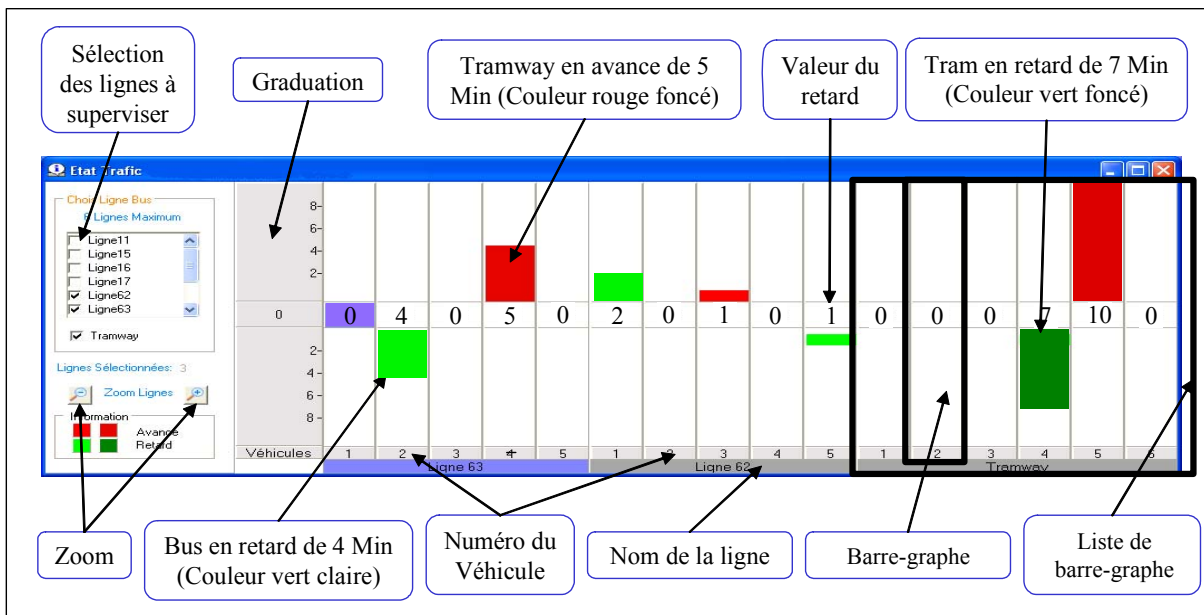 Sélection
des lignes à
superviser
Graduation
Tramway en avance de 5
Min (Couleur rouge foncé)
Valeur du
retard
Tram en retard de 7 Min
(Couleur vert foncé)
Etat Trafic
Choix Ligne Bus
6 Lignes Maximum
Ligne11
Ligne15
Ligne16
Ligne17
Ligne62
Ligne63
Tramway
Lignes Sélectionnées: 3
Zoom Lignes
Information
Avance
Retard
8-
6-
4-
2-
0 0 4 0 5 0 2 0 1 0 1 0 0 0 7 10 0
2-
4 -
6 -
8 -
Véhicules 1 2 3 4 5 1 2 3 4 5 1 2 3 4 5 6
Ligne 63 Ligne 62 Tramway
Zoom
Bus en retard de 4 Min
(Couleur vert claire)
Numéro du
Véhicule
Nom de la ligne
Barre-graphe
Liste de
barre-graphe